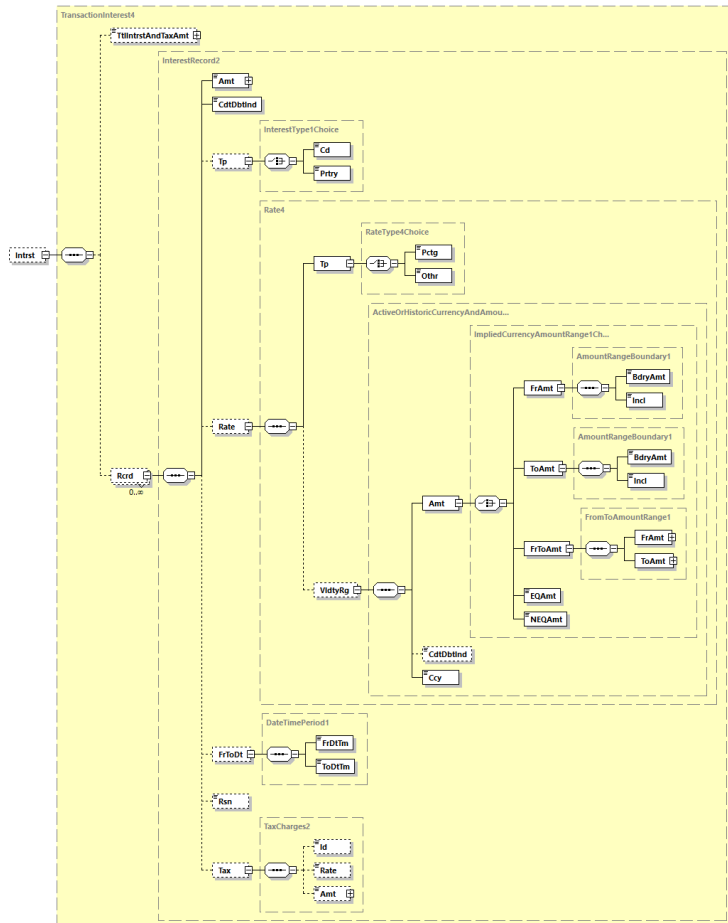 TransactionInterest4
TtlIntrstAndTaxAmt
InterestRecord2
Amt
CdtDbtInd
InterestType1Choice
Tp
Cd
Prtry
Rate4
RateType4Choice
Intrst
Tp
Pctg
Othr
ActiveOrHistoricCurrencyAndAmou...
ImpliedCurrencyAmountRange1Ch...
AmountRangeBoundary1
FrAmt
BdryAmt
Incl
Rate
AmountRangeBoundary1
ToAmt
BdryAmt
Incl
Rcrd
0..∞
Amt
FromToAmountRange1
FrToAmt
FrAmt
ToAmt
VldtyRg
EQAmt
NEQAmt
CdtDbtInd
Ccy
DateTimePeriod1
FrToDt
FrDtTm
ToDtTm
Rsn
TaxCharges2
Tax
Id
Rate
Amt